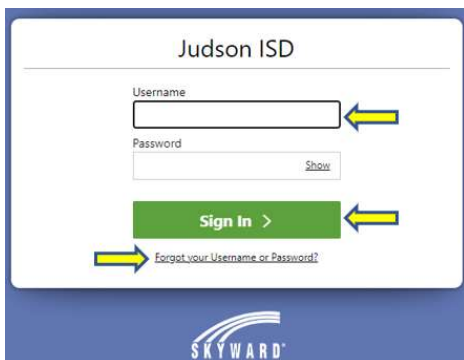 Judson ISD
Username
Password
Show
Sign In >
Forgot your Username or Password?
SKYWARD